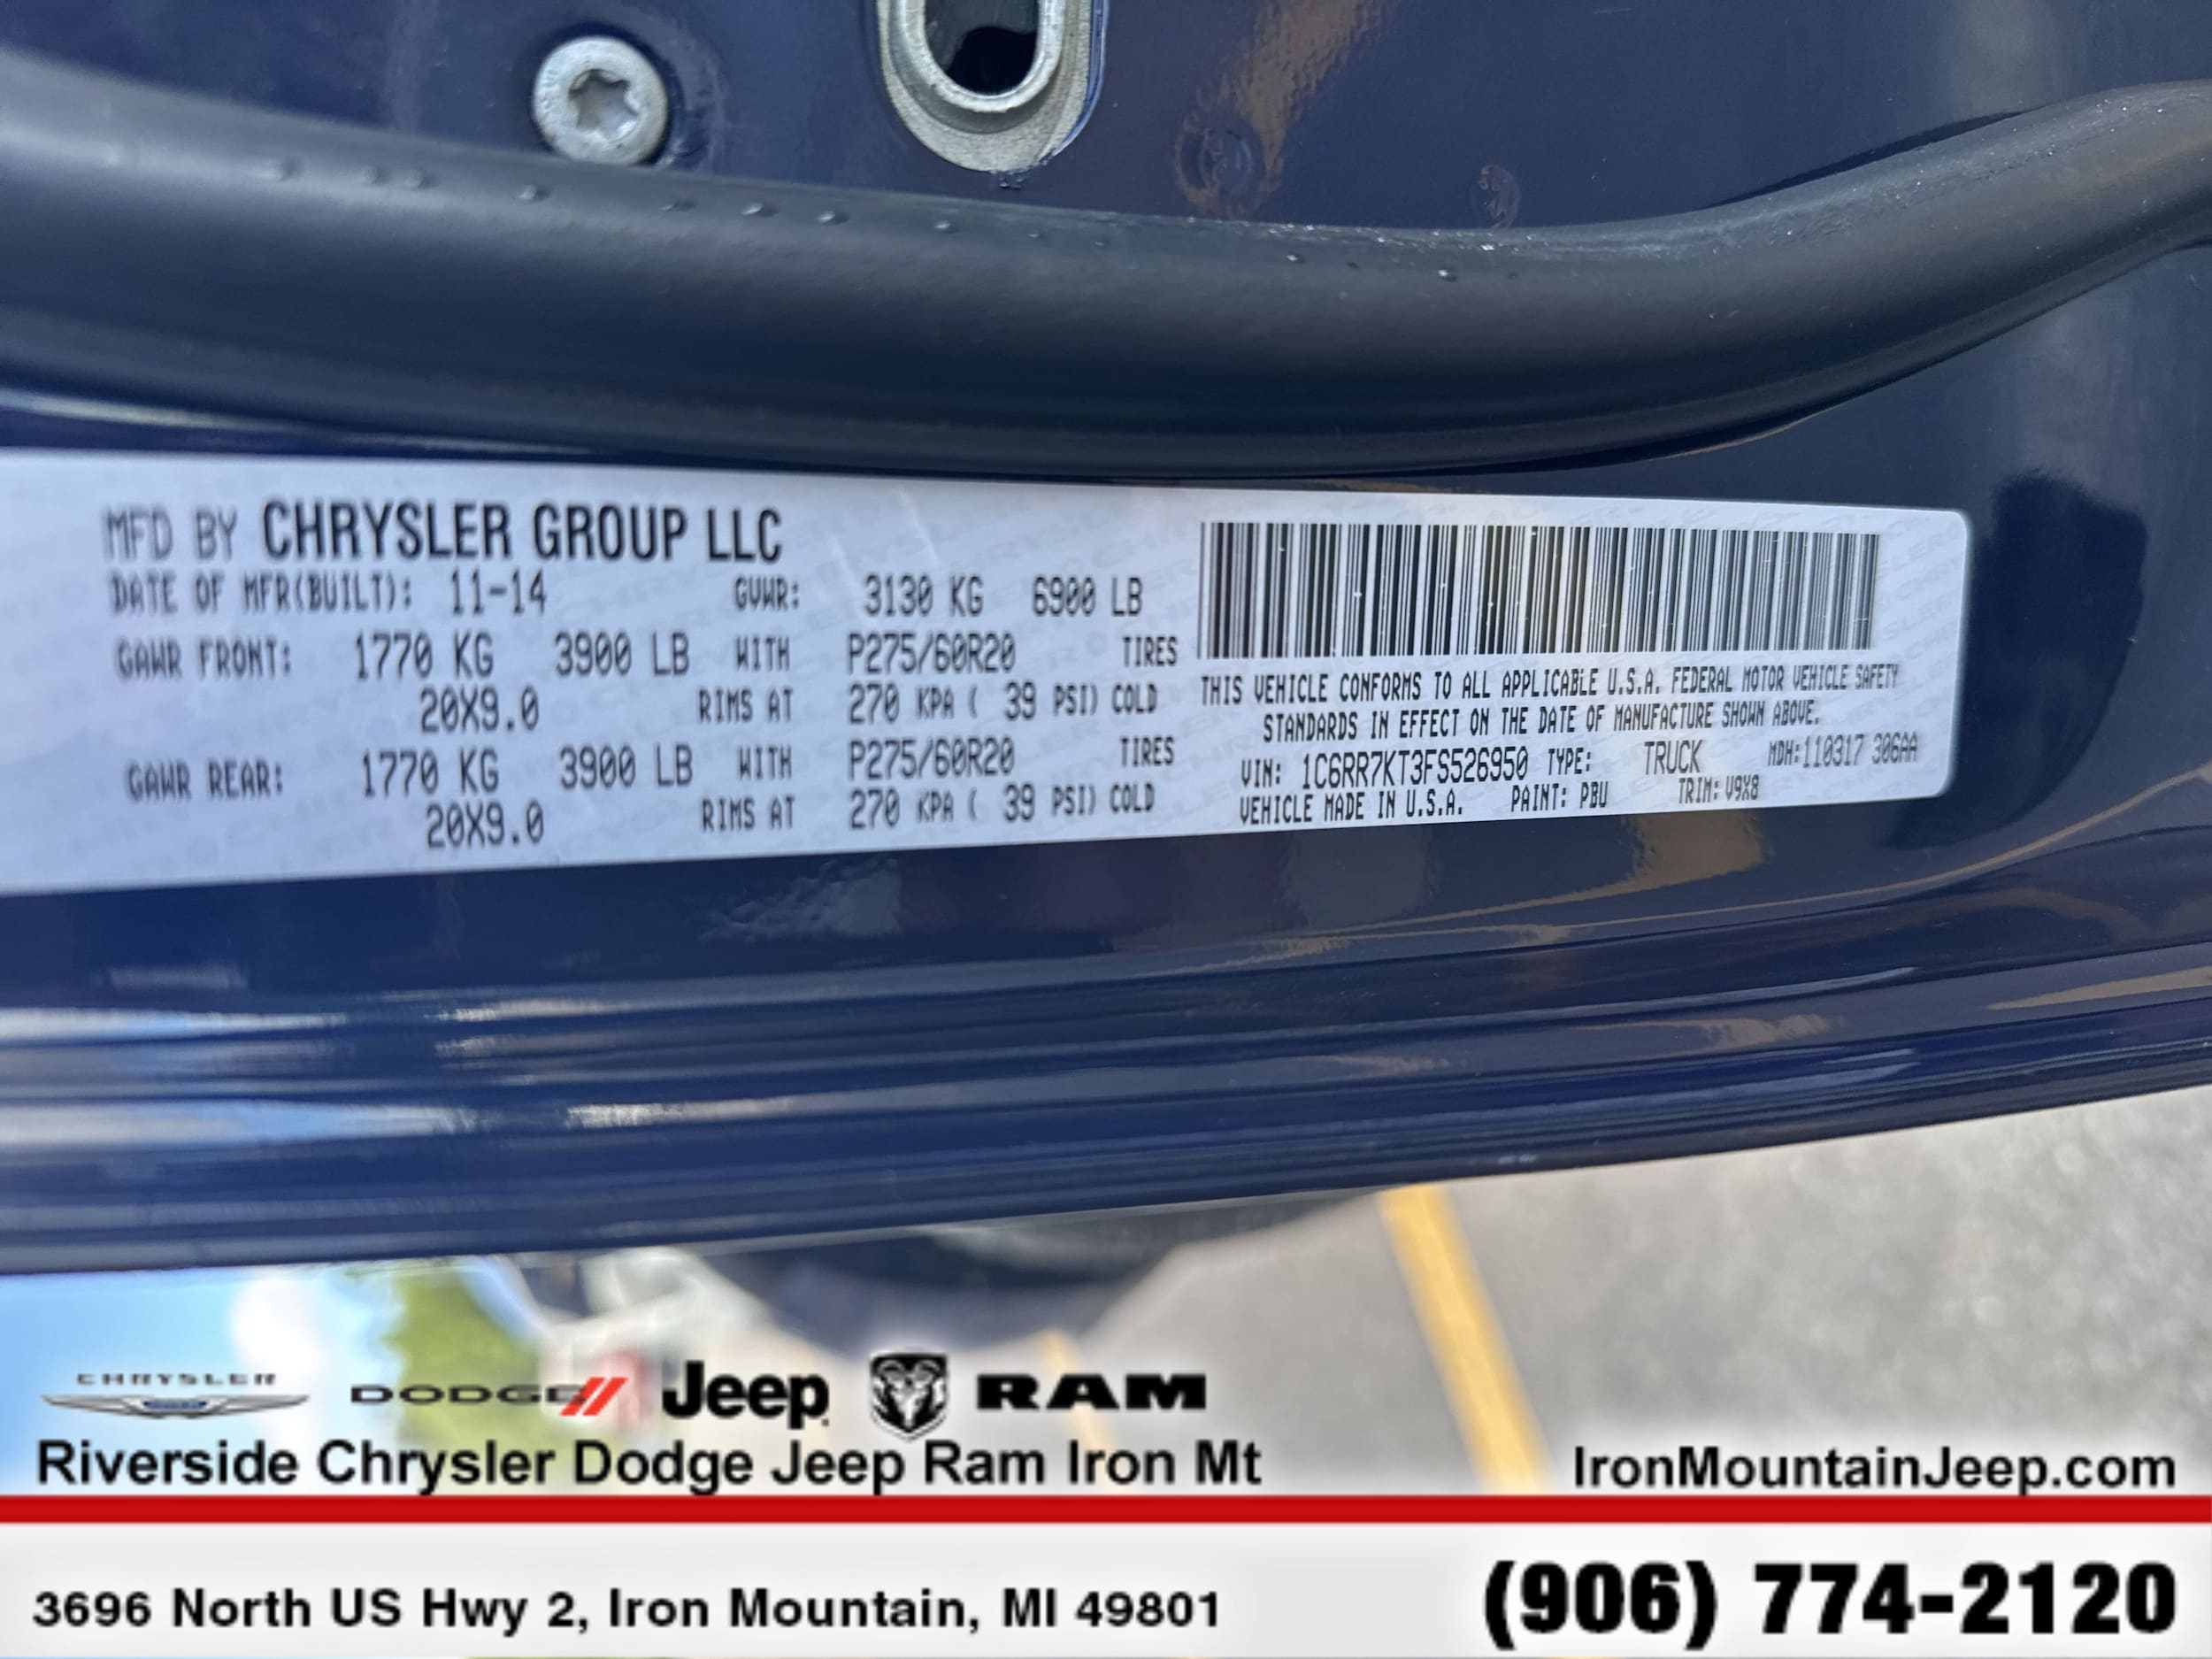 MFD BY CHRYSLER GROUP LLC
DATE OF MFR(BUILT): 11-14 GVWR: 3130 KG 6900 LB
GAWR FRONT: 1770 KG 3900 LB WITH P275/60R20 TIRES
20X9.0 RIMS AT 270 KPA ( 39 PSI) COLD
GAWR REAR: 1770 KG 3900 LB WITH P275/60R20 TIRES
20X9.0 RIMS AT 270 KPA ( 39 PSI) COLD
THIS VEHICLE CONFORMS TO ALL APPLICABLE U.S.A. FEDERAL MOTOR VEHICLE SAFETY
STANDARDS IN EFFECT ON THE DATE OF MANUFACTURE SHOWN ABOVE.
VIN: 1C6RR7KT3FS526950 TYPE: TRUCK MDH:110317 306AA
VEHICLE MADE IN U.S.A. PAINT: PBU TRIM: V9X8
CHRYSLER DODGE Jeep RAM
Riverside Chrysler Dodge Jeep Ram Iron Mt
IronMountainJeep.com
3696 North US Hwy 2, Iron Mountain, MI 49801
(906) 774-2120